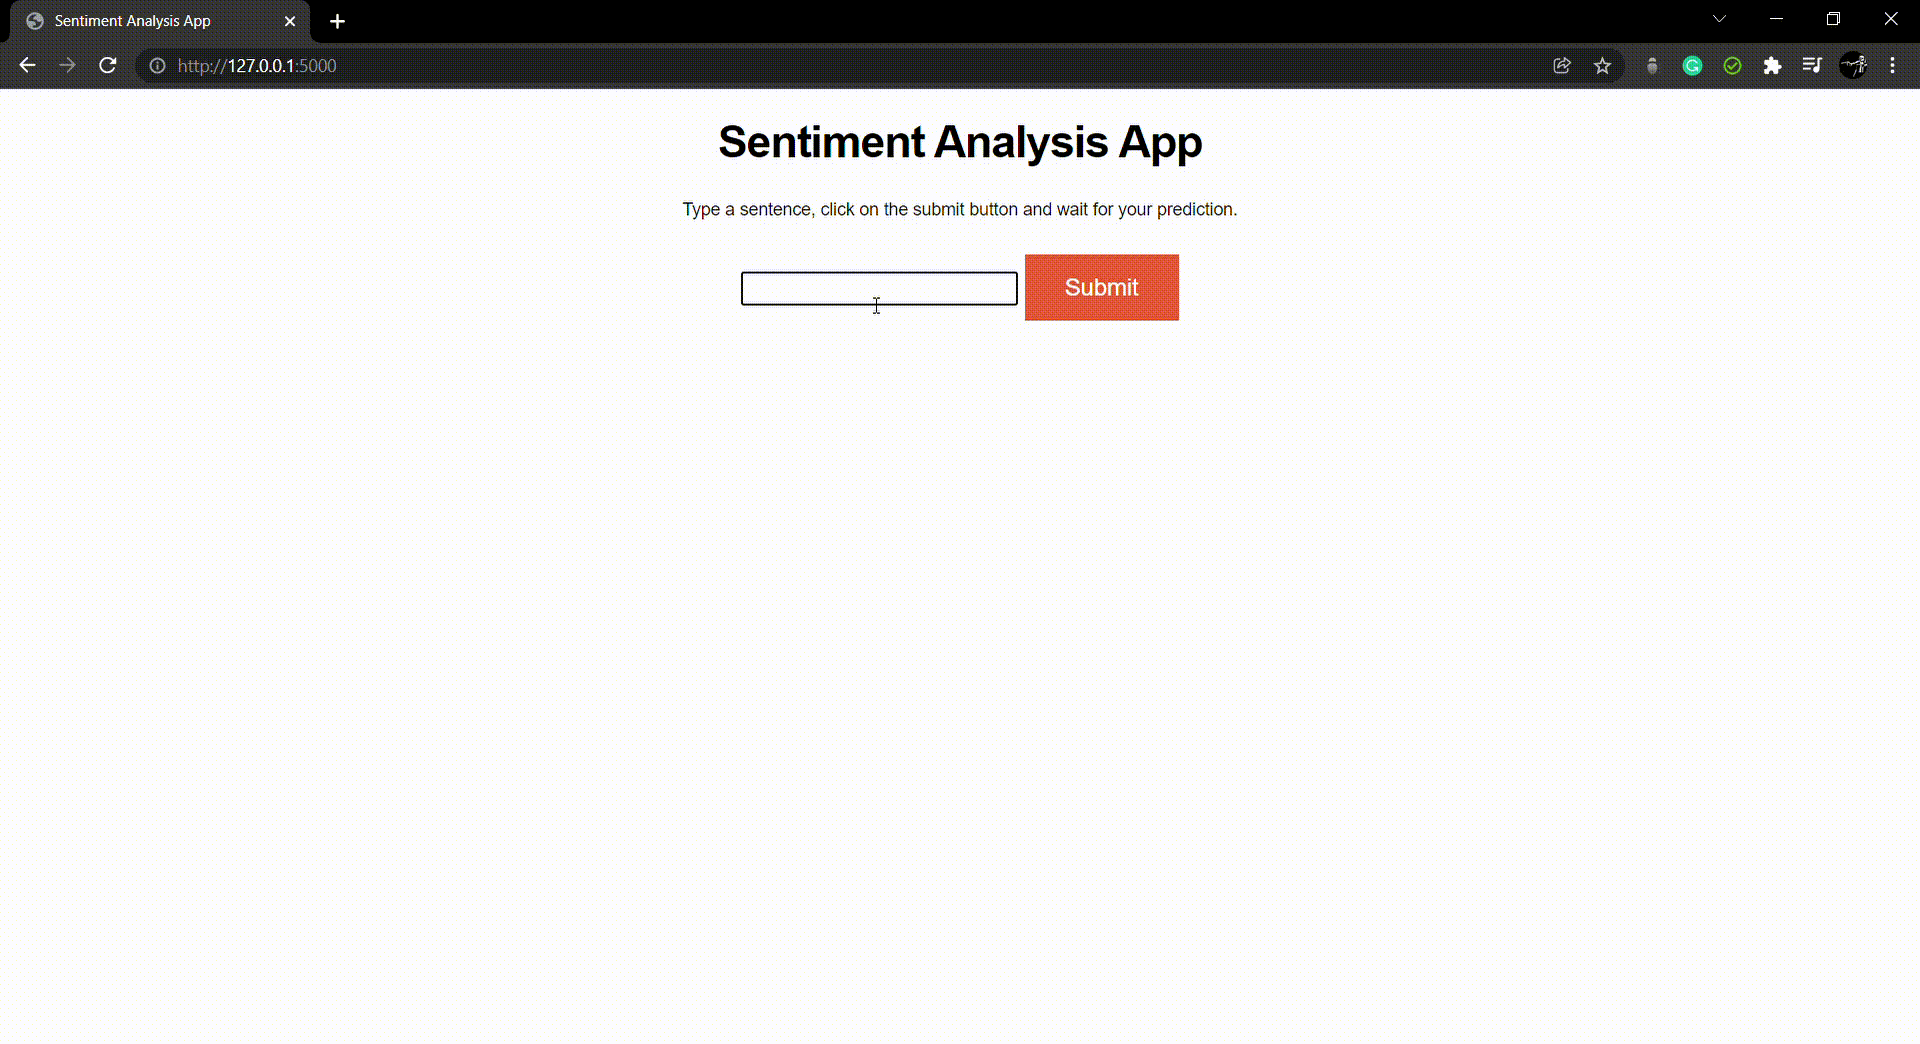 Sentiment Analysis App
http://127.0.0.1:5000
Sentiment Analysis App
Type a sentence, click on the submit button and wait for your prediction.
Submit